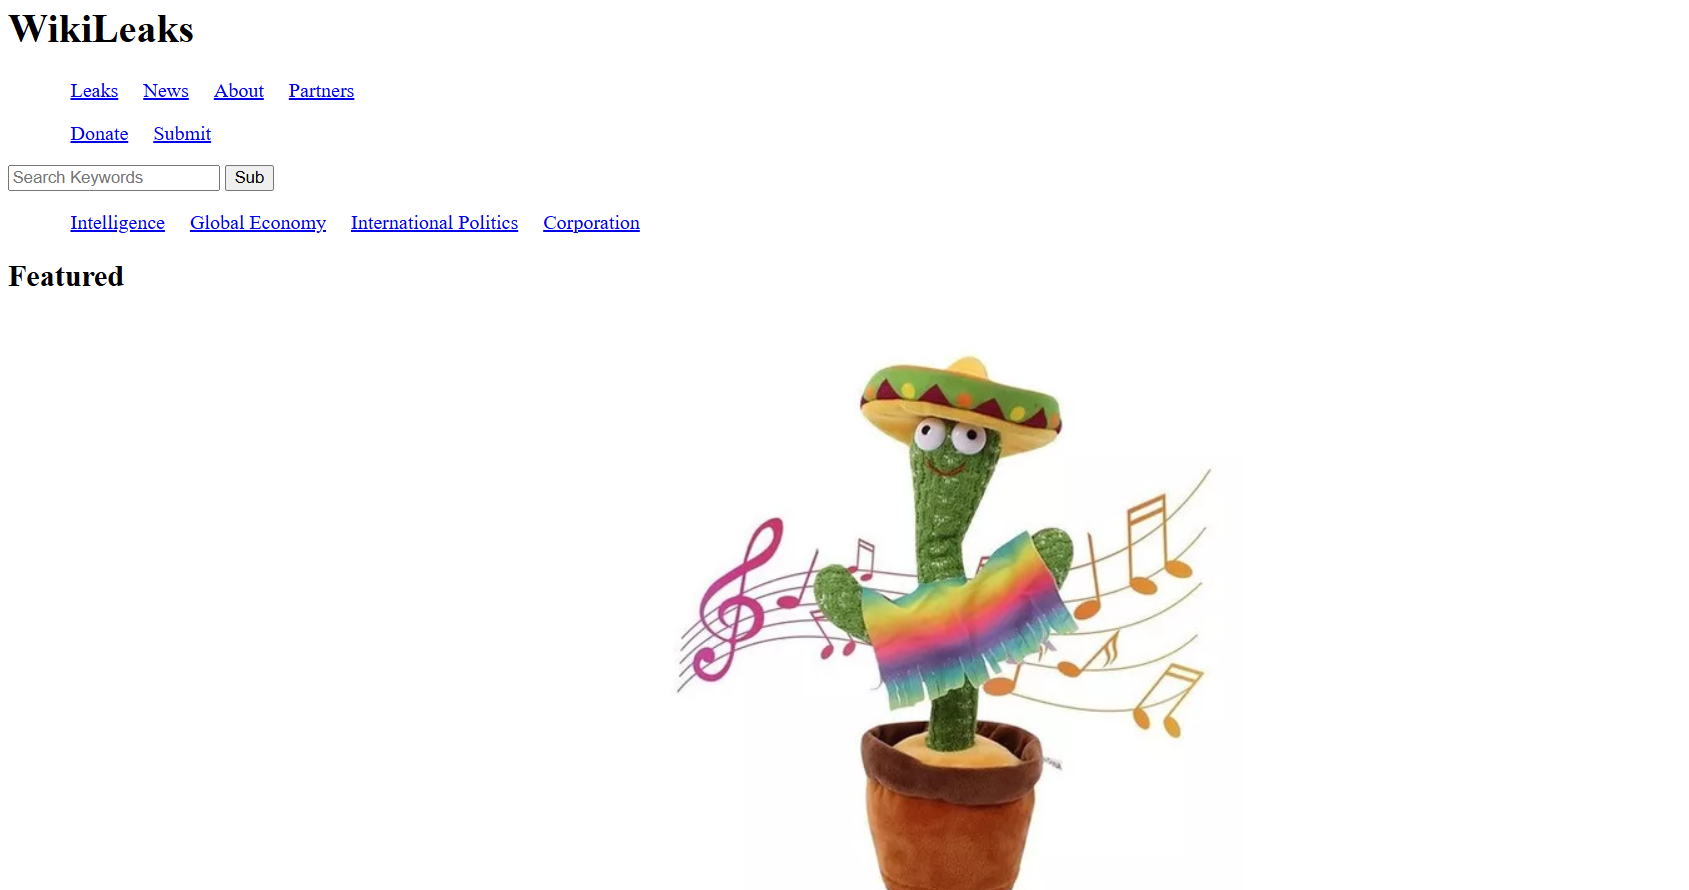 WikiLeaks
Leaks News About Partners
Donate Submit
Search Keywords Sub
Intelligence Global Economy International Politics Corporation
Featured